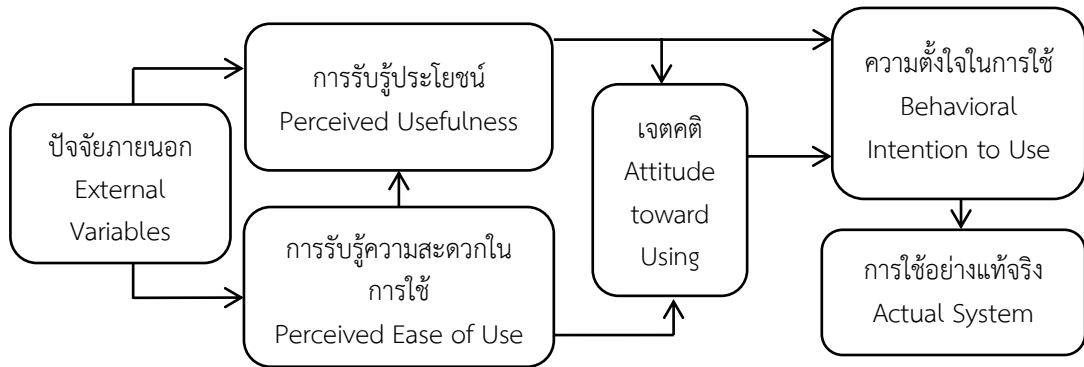 ปัจจัยภายนอก
External
Variables
การรับรู้ประโยชน์
Perceived Usefulness
การรับรู้ความสะดวกใน
การใช้
Perceived Ease of Use
เจตคติ
Attitude
toward
Using
ความตั้งใจในการใช้
Behavioral
Intention to Use
การใช้อย่างแท้จริง
Actual System